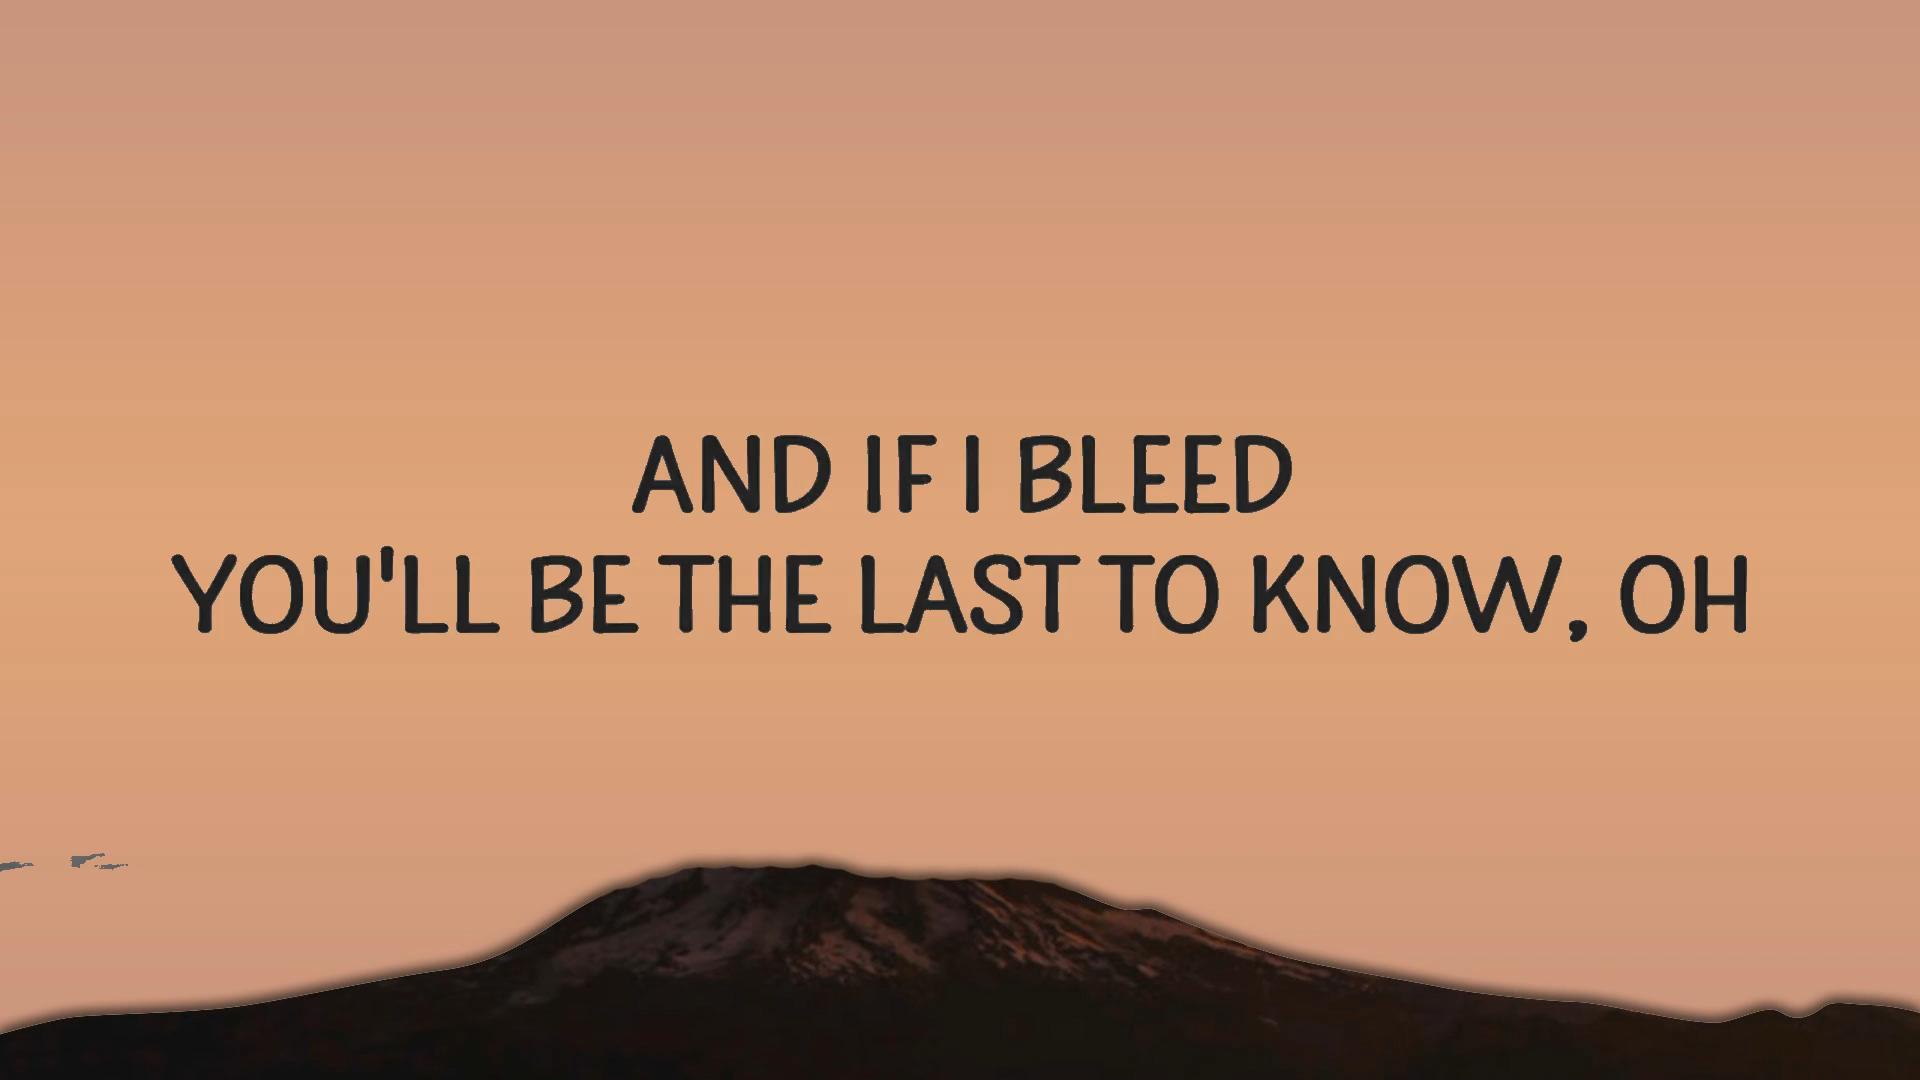 AND IF I BLEED
YOU'LL BE THE LAST TO KNOW, OH